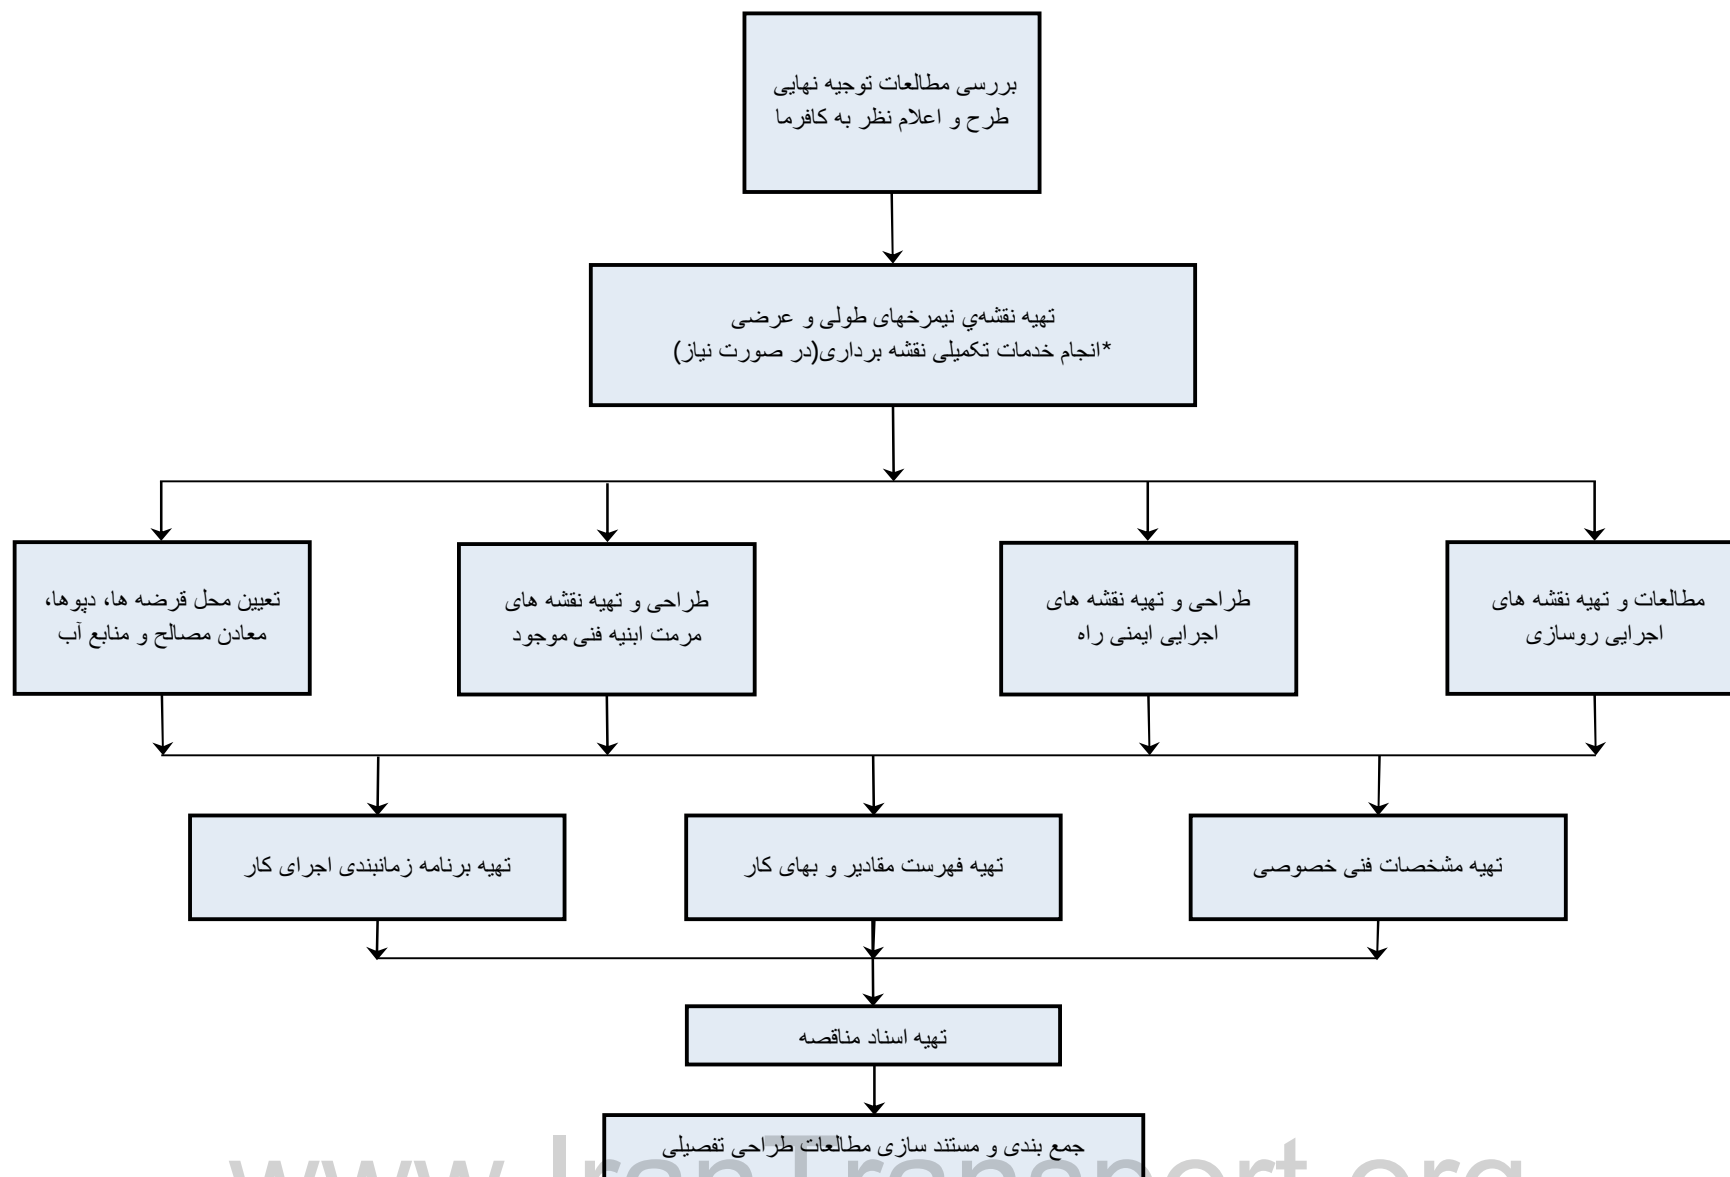 بررسی مطالعات توجیه نهایی
طرح و اعلام نظر به کافرما
تهیه نقشه‌ي نیمرخهای طولی و عرضی
*انجام خدمات تکمیلی نقشه برداری(در صورت نیاز)
مطالعات و تهیه نقشه های
اجرایی روسازی
طراحی و تهیه نقشه های
اجرایی ایمنی راه
طراحی و تهیه نقشه های
مرمت ابنیه فنی موجود
تعیین محل قرضه ها، دپوها،
معادن مصالح و منابع آب
تهیه مشخصات فنی خصوصی
تهیه فهرست مقادیر و بهای کار
تهیه برنامه زمانبندی اجرای کار
تهیه اسناد مناقصه
جمع بندی و مستند سازی مطالعات طراحی تفصیلی
www.IranTransport.org